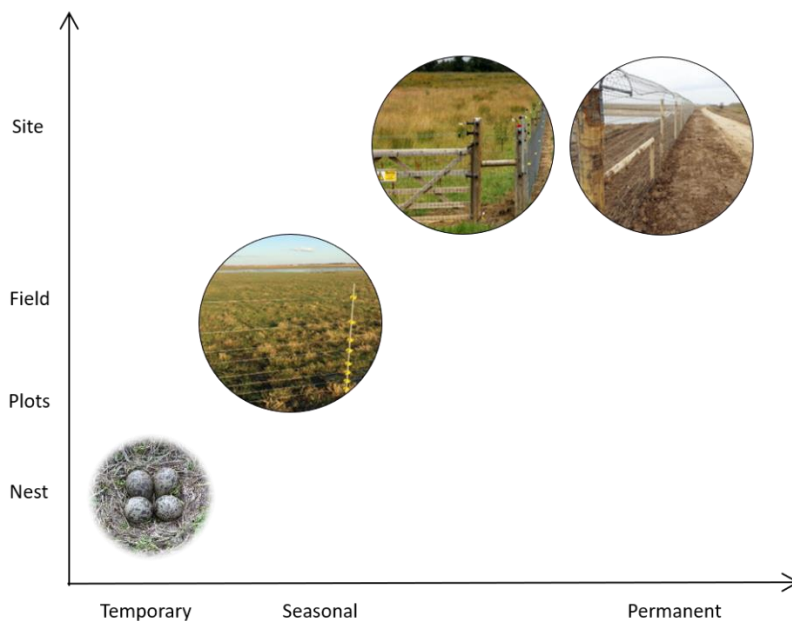 Site
Field
Plots
Nest
Temporary
Seasonal
Permanent